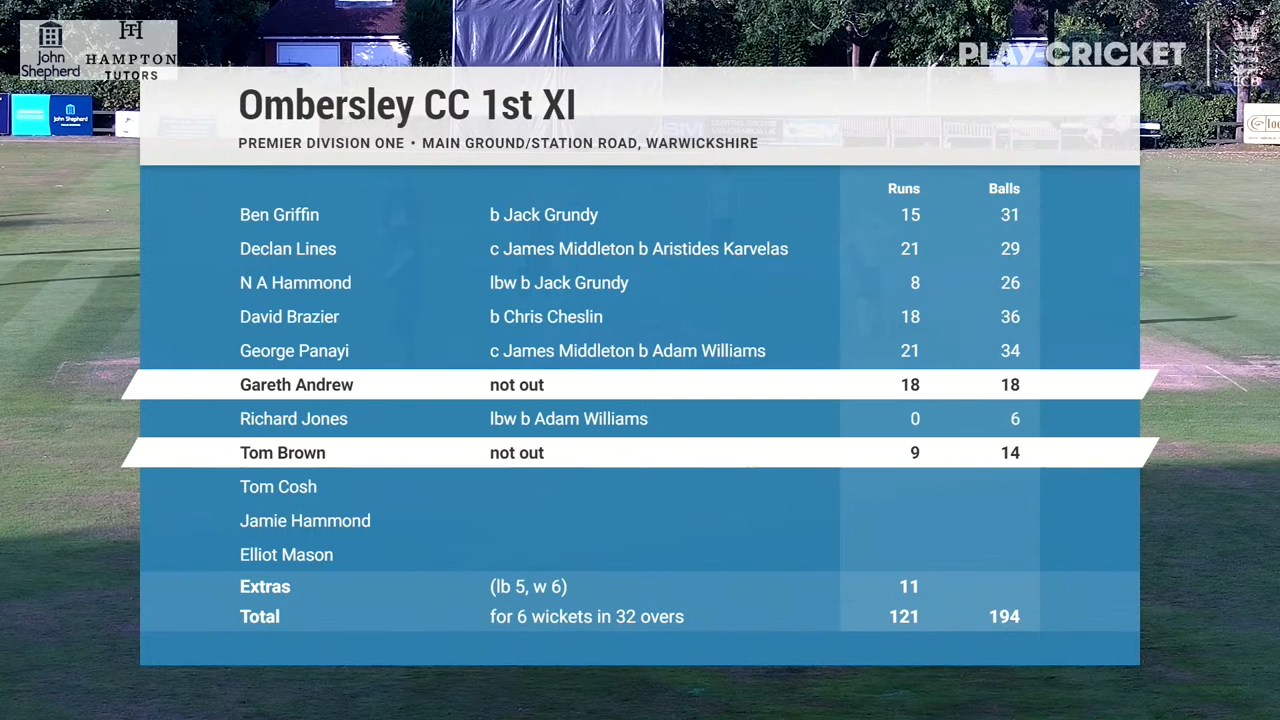 John
Shepherd
HAMPTON
TUTORS
PLAY-CRICKET
John Shepherd
Ombersley CC 1st XI
PREMIER DIVISION ONE • MAIN GROUND/STATION ROAD, WARWICKSHIRE
Runs Balls
Ben Griffin b Jack Grundy 15 31
Declan Lines c James Middleton b Aristides Karvelas 21 29
N A Hammond lbw b Jack Grundy 8 26
David Brazier b Chris Cheslin 18 36
George Panayi c James Middleton b Adam Williams 21 34
Gareth Andrew not out 18 18
Richard Jones lbw b Adam Williams 0 6
Tom Brown not out 9 14
Tom Cosh
Jamie Hammond
Elliot Mason
Extras (lb 5, w 6) 11
Total for 6 wickets in 32 overs 121 194